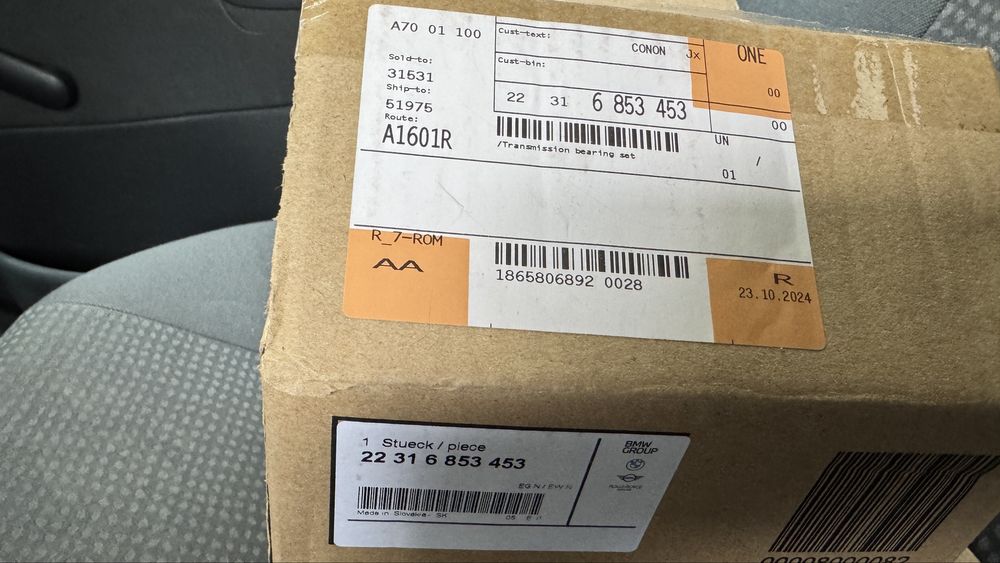 A70 01 100
Cust-text:
CONON Jx
ONE
Sold-to:
31531
Cust-bin:
00
Ship-to:
51975
22 31 6 853 453
00
Route:
A1601R
/Transmission bearing set
UN /
01
R_7-ROM
AA
1865806892 0028
R
23.10.2024
1 Stueck / piece
22 31 6 853 453
BMW
GROUP
Made in Slovakia- SK